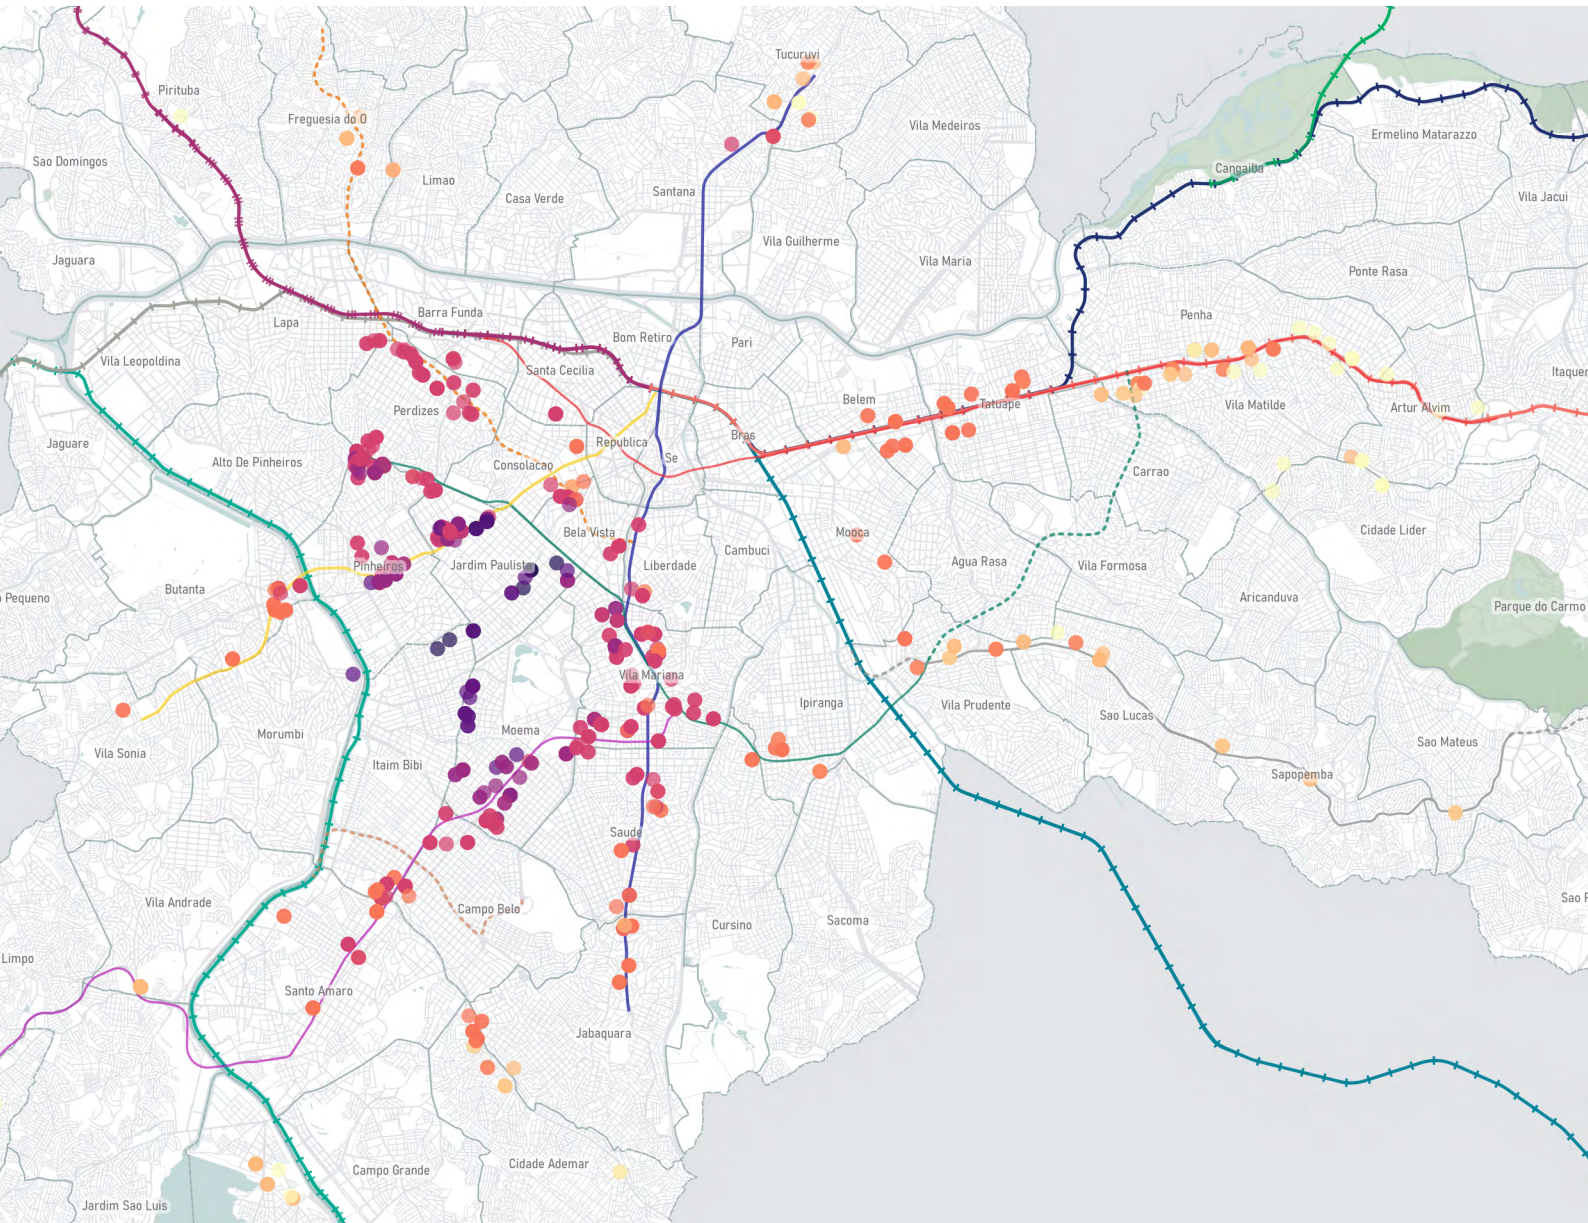 Tucuruvi
Pirituba
Freguesia do O
Vila Medeiros
Ermelino Matarazzo
Sao Domingos
Limao
Cangaiba
Casa Verde
Santana
Vila Jacui
Vila Guilherme
Jaguara
Vila Maria
Ponte Rasa
Lapa
Barra Funda
Penha
Bom Retiro
Pari
Vila Leopoldina
Santa Cecilia
Itaquer
Perdizes
Belem
Tatuape
Vila Matilde
Artur Alvim
Jaguare
Republica
Bras
Alto De Pinheiros
Consolacao
Se
Carrao
Bela Vista
Mooca
Cidade Lider
Cambuci
Pinheiros
Jardim Paulista
Liberdade
Agua Rasa
Vila Formosa
Butanta
Pequeno
Aricanduva
Parque do Carmo
Vila Mariana
Ipiranga
Vila Prudente
Sao Lucas
Moema
Morumbi
Vila Sonia
Sao Mateus
Itaim Bibi
Sapopemba
Saude
Vila Andrade
Campo Belo
Cursino
Sacoma
Sao R
Limpo
Santo Amaro
Jabaquara
Campo Grande
Cidade Ademar
Jardim Sao Luis